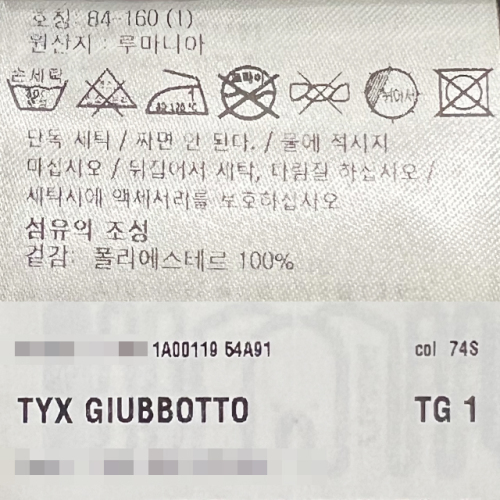 호칭: 84-160 (1)
원산지 : 루마니아
손세탁
80-120℃
드라이
뉘어서
단독 세탁 / 짜면 안 된다. / 물에 적시지
마십시오 / 뒤집어서 세탁, 다림질 하십시오 /
세탁시에 액세서리를 보호하십시오
섬유의 조성
겉감: 폴리에스테르 100%
1A00119 54A91 col 74S
TYX GIUBBOTTO TG 1